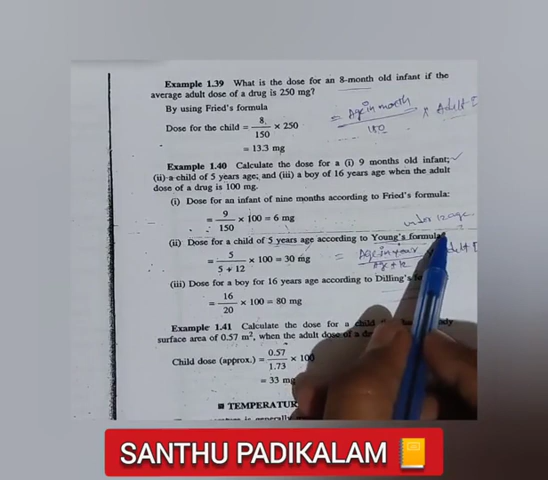 Example 1.39 What is the dose for an 8-month old infant if the
average adult dose of a drug is 250 mg?
By using Fried's formula
Dose for the child = 8/150 × 250
= 13.3 mg
= Age in month / 150 × Adult
Example 1.40 Calculate the dose for a (i) 9 months old infant;
(ii) a child of 5 years age; and (iii) a boy of 16 years age when the adult
dose of a drug is 100 mg.
(i) Dose for an infant of nine months according to Fried's formula:
= 9/150 × 100 = 6 mg
under 12 age
(ii) Dose for a child of 5 years age according to Young's formula
= 5/5 + 12 × 100 = 30 mg
= Age in year
(iii) Dose for a boy for 16 years age according to Dilling's
= 16/20 × 100 = 80 mg
Example 1.41 Calculate the dose for a
surface area of 0.57 m², when the adult dose of a
Child dose (approx.) = 0.57/1.73 × 100
= 33 mg
■ TEMPERATUR
SANTHU PADIKALAM